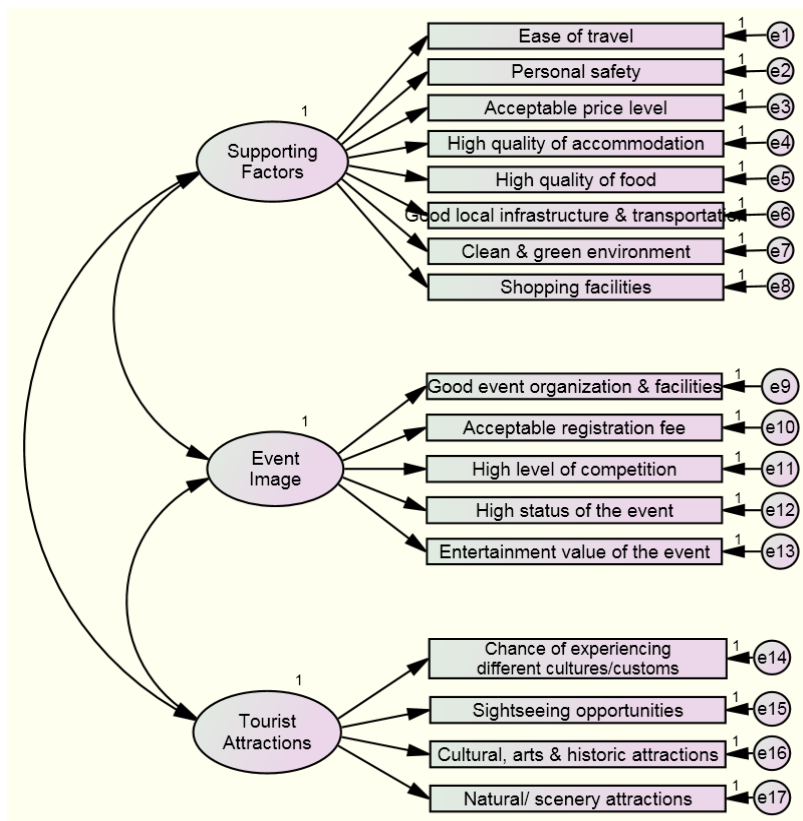 1
Supporting
Factors
Ease of travel
1
e1
Personal safety
1
e2
Acceptable price level
1
e3
High quality of accommodation
1
e4
High quality of food
1
e5
Good local infrastructure & transportation
1
e6
Clean & green environment
1
e7
Shopping facilities
1
e8
1
Event
Image
Good event organization & facilities
1
e9
Acceptable registration fee
1
e10
High level of competition
1
e11
High status of the event
1
e12
Entertainment value of the event
1
e13
1
Tourist
Attractions
Chance of experiencing
different cultures/customs
1
e14
Sightseeing opportunities
1
e15
Cultural, arts & historic attractions
1
e16
Natural/ scenery attractions
1
e17